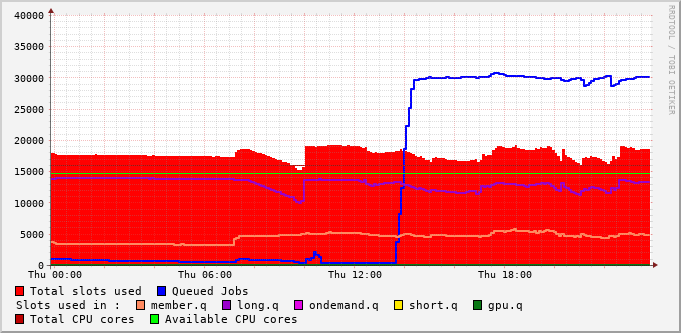 RRDTOOL / TOBI OETIKER
40000
35000
30000
25000
20000
15000
10000
5000
0
Thu 00:00 Thu 06:00 Thu 12:00 Thu 18:00
Total slots used Queued Jobs
Slots used in : member.q long.q ondemand.q short.q gpu.q
Total CPU cores Available CPU cores